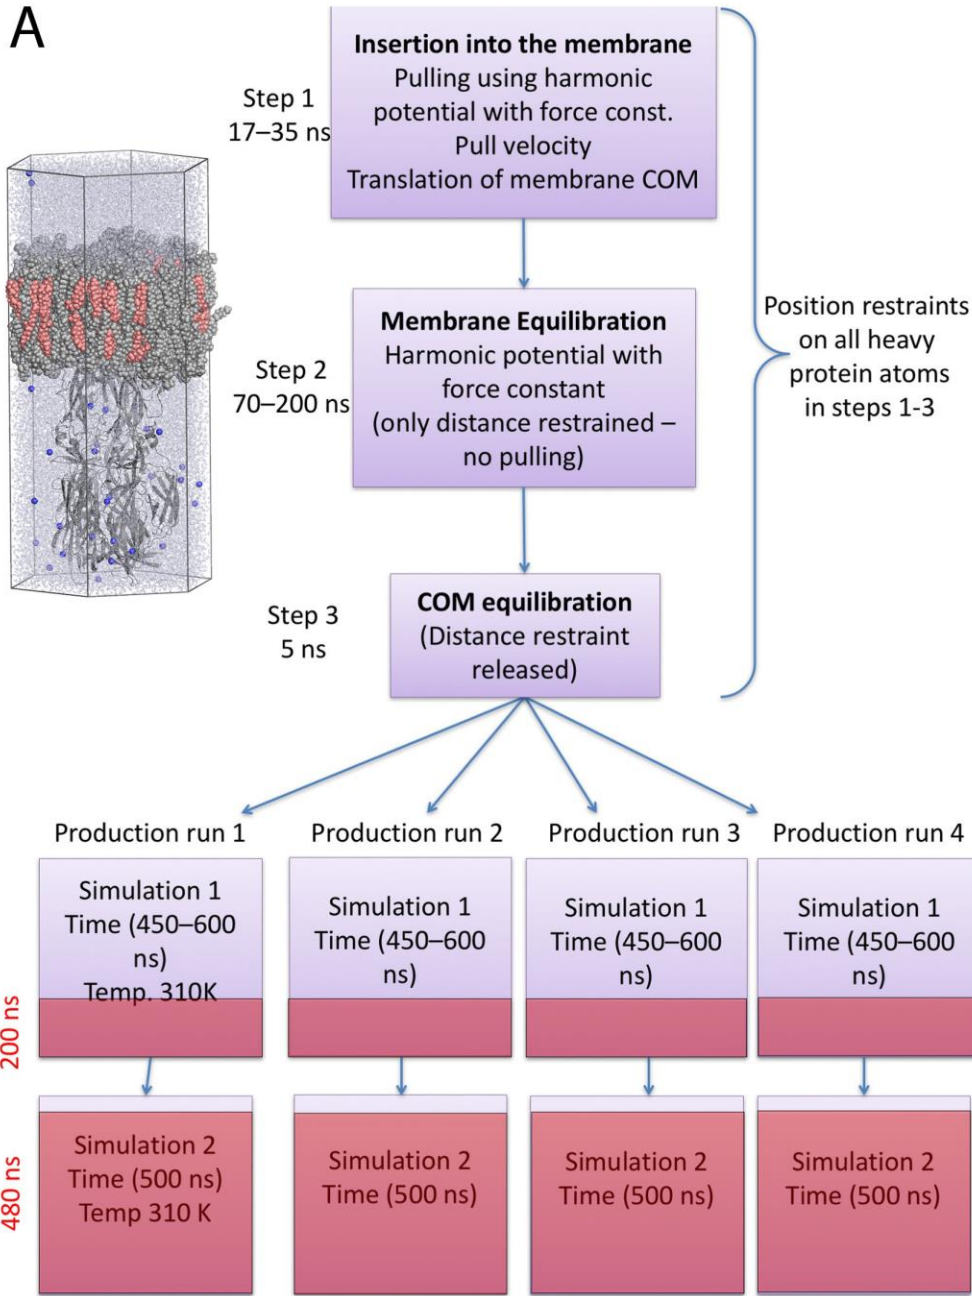 A
Insertion into the membrane
Pulling using harmonic
potential with force const.
Pull velocity
Translation of membrane COM
Step 1
17–35 ns
Membrane Equilibration
Harmonic potential with
force constant
(only distance restrained –
no pulling)
Step 2
70–200 ns
Position restraints
on all heavy
protein atoms
in steps 1-3
COM equilibration
(Distance restraint
released)
Step 3
5 ns
Production run 1
Production run 2
Production run 3
Production run 4
Simulation 1
Time (450–600
ns)
Temp. 310K
Simulation 1
Time (450–600
ns)
Simulation 1
Time (450–600
ns)
Simulation 1
Time (450–600
ns)
200 ns
Simulation 2
Time (500 ns)
Temp 310 K
Simulation 2
Time (500 ns)
Simulation 2
Time (500 ns)
Simulation 2
Time (500 ns)
480 ns